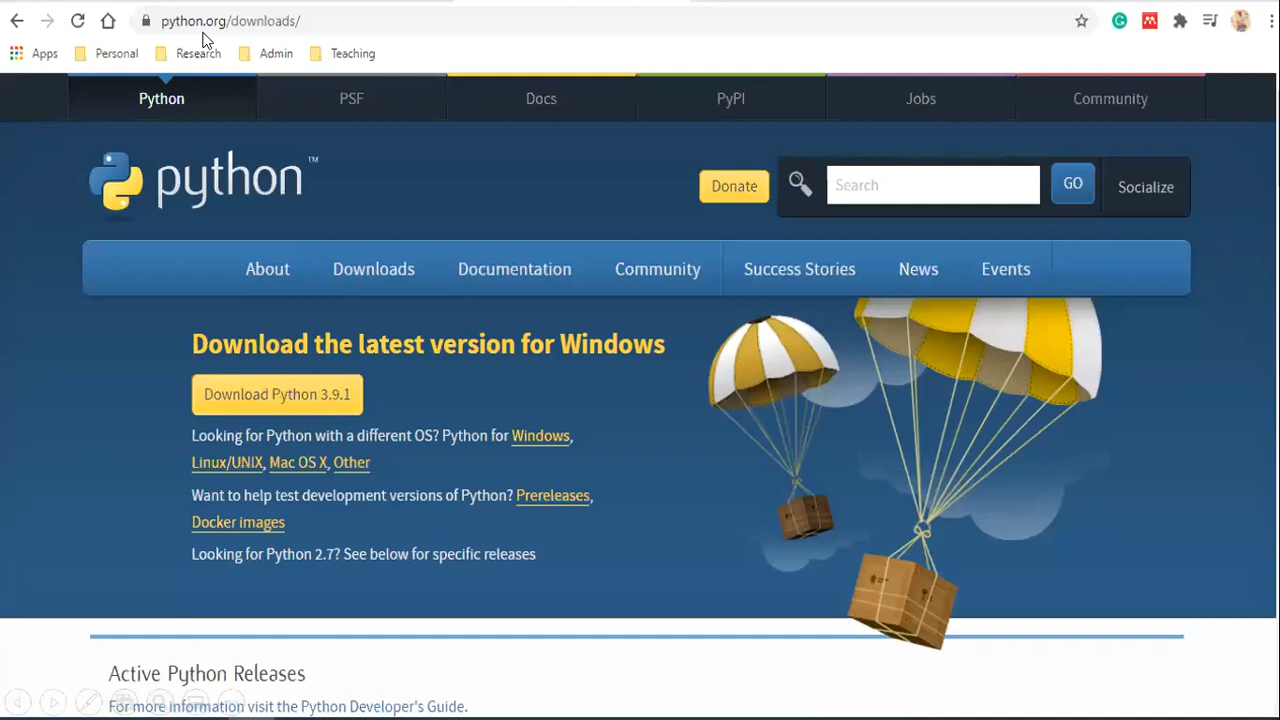 python.org/downloads/
Apps Personal Research Admin Teaching
Python PSF Docs PyPI Jobs Community
python™
Donate Search GO Socialize
About Downloads Documentation Community Success Stories News Events
Download the latest version for Windows
Download Python 3.9.1
Looking for Python with a different OS? Python for Windows,
Linux/UNIX, Mac OS X, Other
Want to help test development versions of Python? Prereleases,
Docker images
Looking for Python 2.7? See below for specific releases
Active Python Releases
For more information visit the Python Developer's Guide.